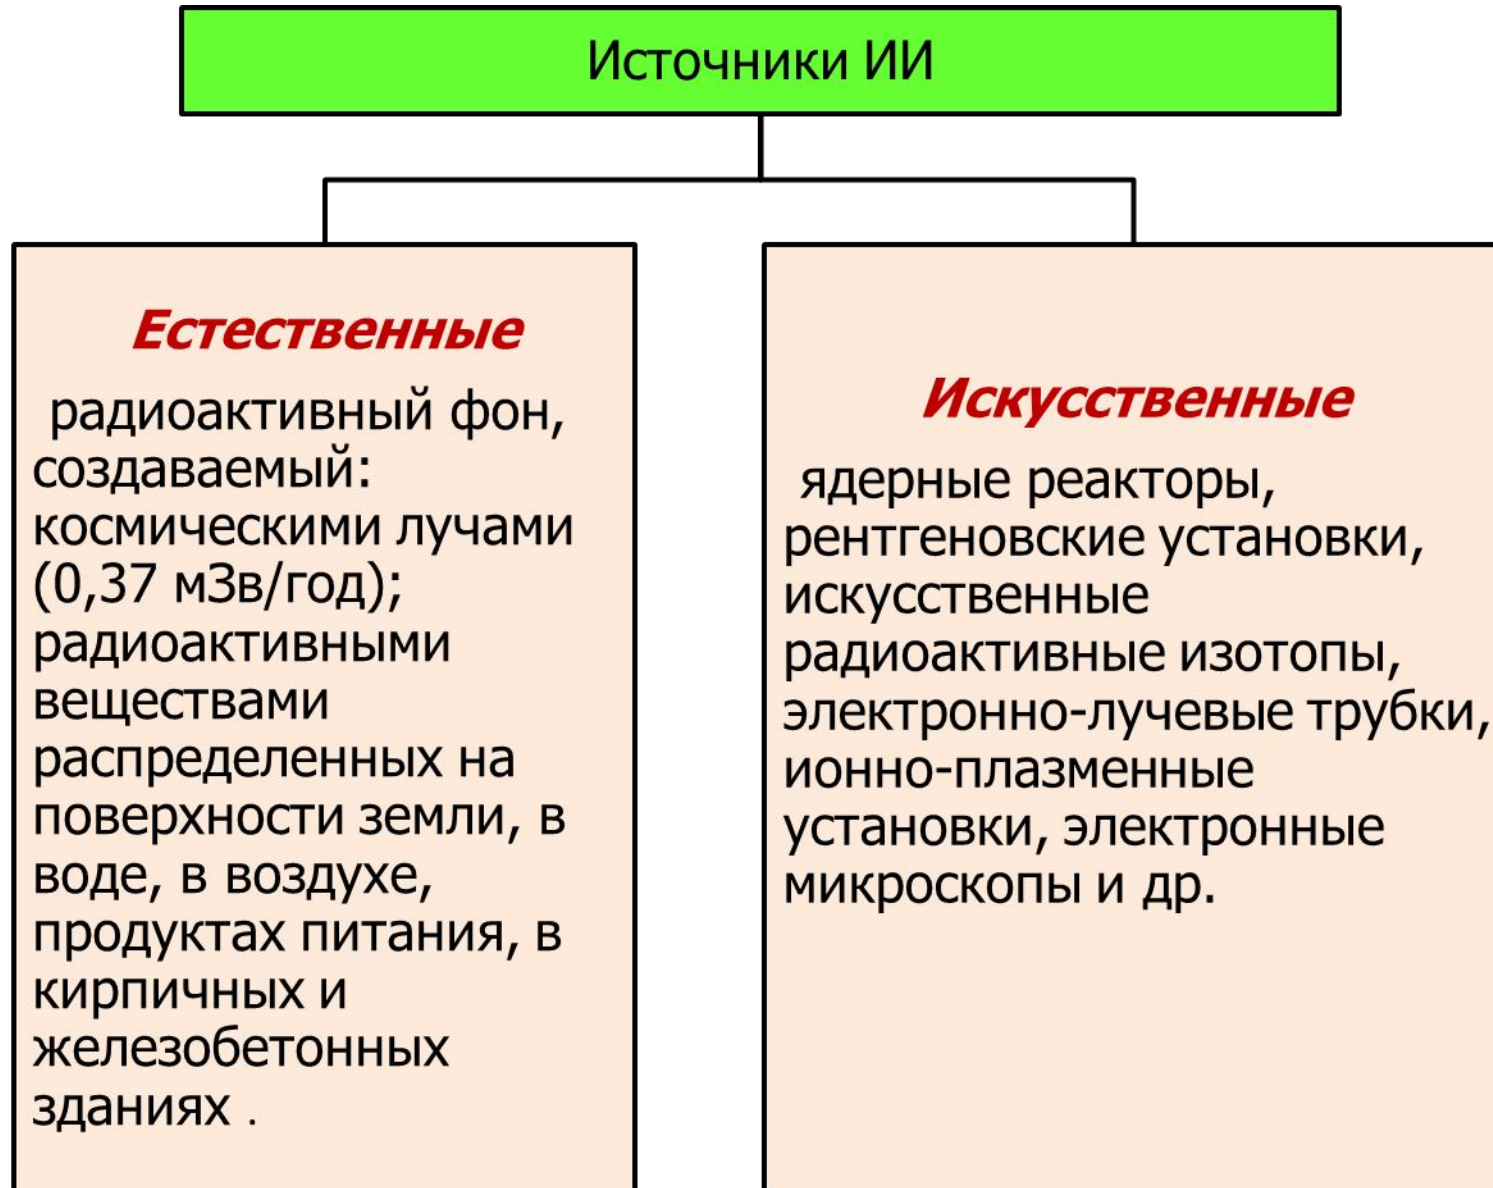 Источники ИИ
Естественные
радиоактивный фон,
создаваемый:
космическими лучами
(0,37 мЗв/год);
радиоактивными
веществами
распределенных на
поверхности земли, в
воде, в воздухе,
продуктах питания, в
кирпичных и
железобетонных
зданиях .
Искусственные
ядерные реакторы,
рентгеновские установки,
искусственные
радиоактивные изотопы,
электронно-лучевые трубки,
ионно-плазменные
установки, электронные
микроскопы и др.